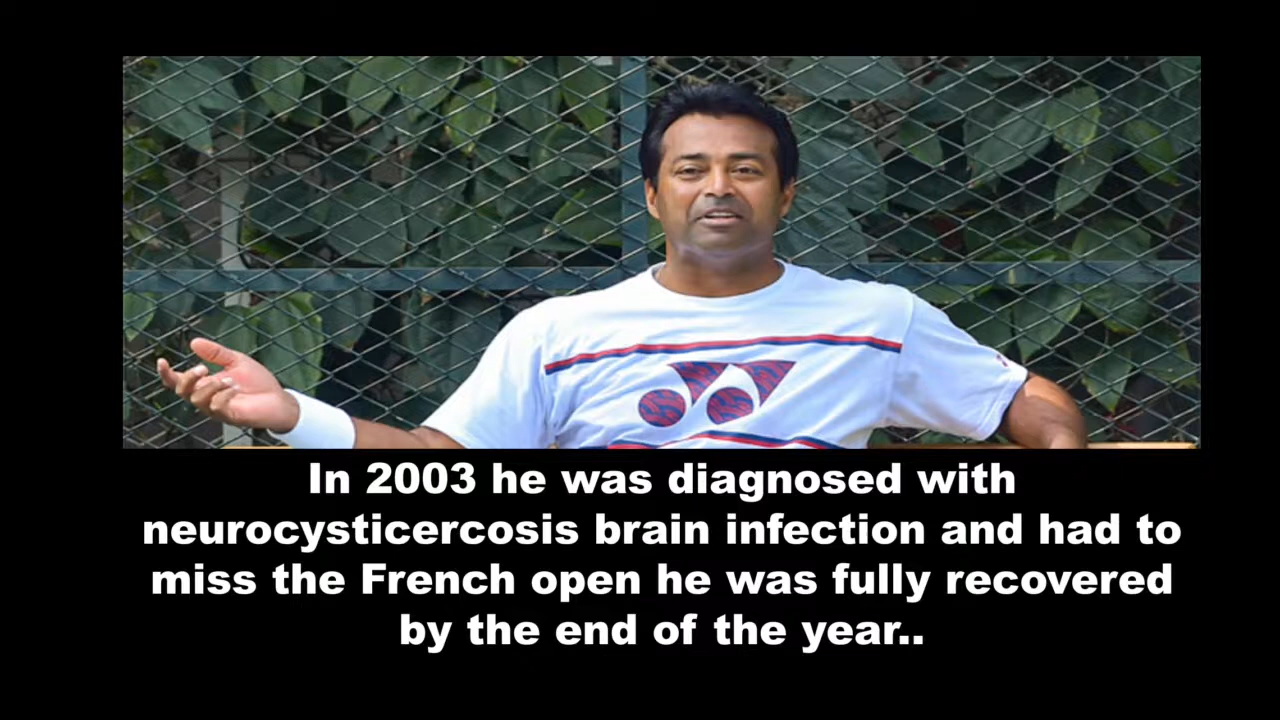 In 2003 he was diagnosed with
neurocysticercosis brain infection and had to
miss the French open he was fully recovered
by the end of the year..